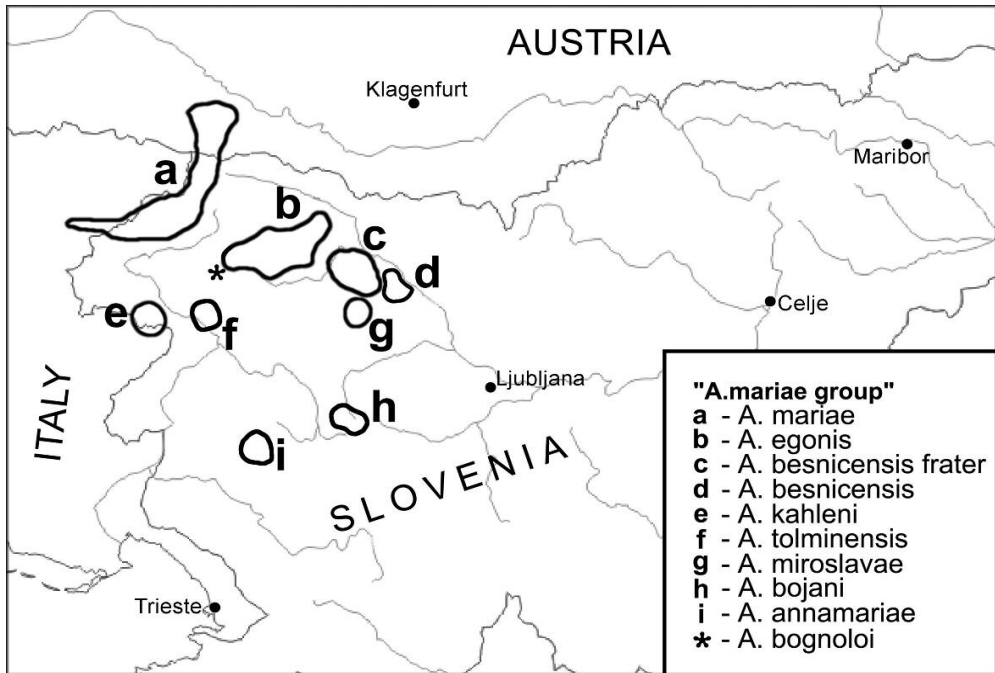 AUSTRIA
Klagenfurt
Maribor
a
b
c
*
d
e
f
g
Celje
Ljubljana
ITALY
h
i
SLOVENIA
Trieste
"A.mariae group"
a - A. mariae
b - A. egonis
c - A. besnicensis frater
d - A. besnicensis
e - A. kahleni
f - A. tolminensis
g - A. miroslavae
h - A. bojani
i - A. annamariae
* - A. bognoloi